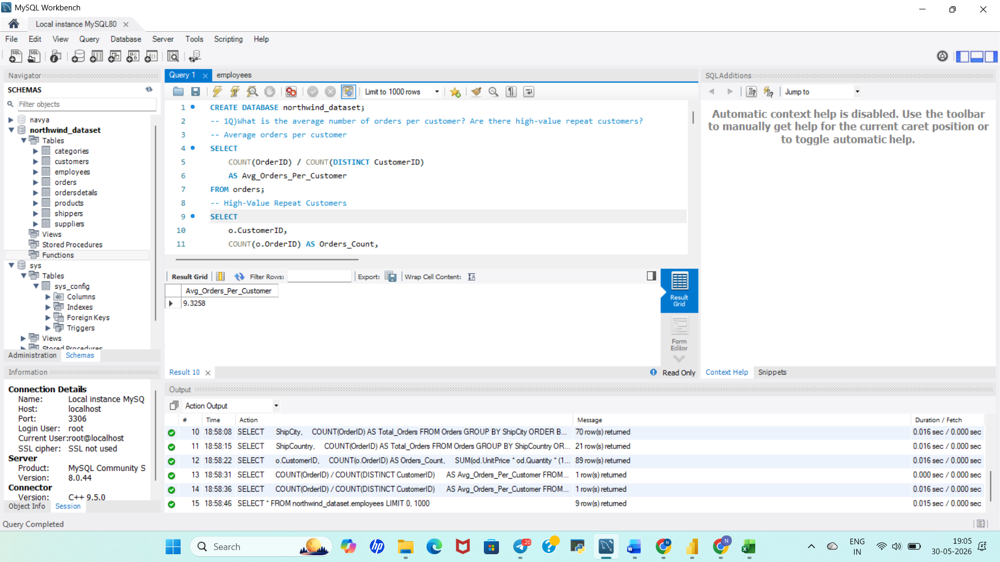 MySQL Workbench
Local instance MySQL80
File Edit View Query Database Server Tools Scripting Help
Navigator
SCHEMAS
Filter objects
navya
northwind_dataset
Tables
categories
customers
employees
orders
ordersdetails
products
shippers
suppliers
Views
Stored Procedures
Functions
sys
Tables
sys_config
Columns
Indexes
Foreign Keys
Triggers
Views
Stored Procedures
Administration Schemas
Information
Connection Details
Name: Local instance MySQ
Host: localhost
Port: 3306
Login User: root
Current User:root@localhost
SSL cipher: SSL not used
Server
Product: MySQL Community S
Version: 8.0.44
Connector
Version: C++ 9.5.0
Object Info Session
Query Completed
Query 1 employees
Limit to 1000 rows
1 CREATE DATABASE northwind_dataset;
2 -- 1Q)What is the average number of orders per customer? Are there high-value repeat customers?
3 -- Average orders per customer
4 SELECT
5 COUNT(OrderID) / COUNT(DISTINCT CustomerID)
6 AS Avg_Orders_Per_Customer
7 FROM orders;
8 -- High-Value Repeat Customers
9 SELECT
10 o.CustomerID,
11 COUNT(o.OrderID) AS Orders_Count,
Result Grid Filter Rows: Export: Wrap Cell Content:
Avg_Orders_Per_Customer
9.3258
Result Grid
Form Editor
Result 10 Read Only
SQLAdditions
Jump to
Automatic context help is disabled. Use the toolbar
to manually get help for the current caret position or
to toggle automatic help.
Context Help Snippets
Output
Action Output
# Time Action Message Duration / Fetch
10 18:58:08 SELECT ShipCity, COUNT(OrderID) AS Total_Orders FROM Orders GROUP BY ShipCity ORDER B... 70 row(s) returned 0.016 sec / 0.000 sec
11 18:58:15 SELECT ShipCountry, COUNT(OrderID) AS Total_Orders FROM Orders GROUP BY ShipCountry OR... 21 row(s) returned 0.016 sec / 0.000 sec
12 18:58:22 SELECT o.CustomerID, COUNT(o.OrderID) AS Orders_Count, SUM(od.UnitPrice * od.Quantity * (1... 89 row(s) returned 0.016 sec / 0.000 sec
13 18:58:31 SELECT COUNT(OrderID) / COUNT(DISTINCT CustomerID) AS Avg_Orders_Per_Customer FROM... 1 row(s) returned 0.000 sec / 0.000 sec
14 18:58:36 SELECT COUNT(OrderID) / COUNT(DISTINCT CustomerID) AS Avg_Orders_Per_Customer FROM... 1 row(s) returned 0.016 sec / 0.000 sec
15 18:58:46 SELECT * FROM northwind_dataset.employees LIMIT 0, 1000 9 row(s) returned 0.015 sec / 0.000 sec
Search
20
ENG
IN
19:05
30-05-2026